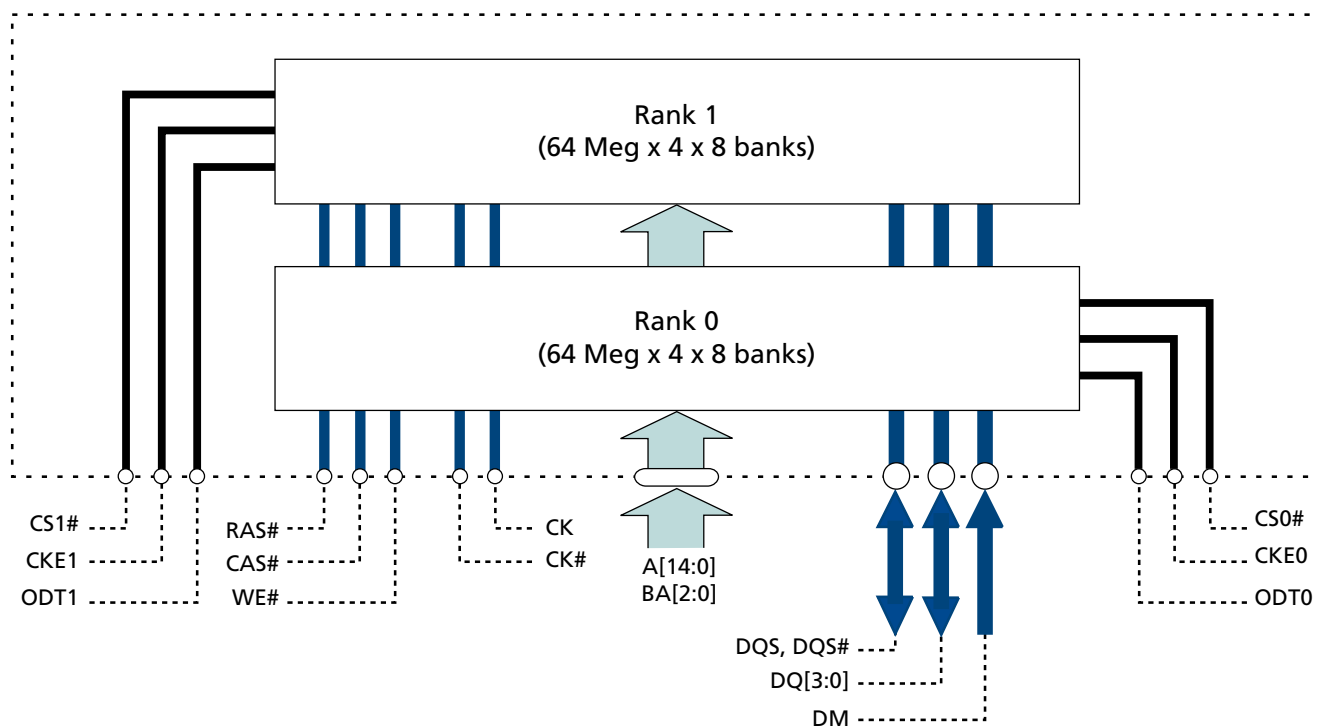 Rank 1
(64 Meg x 4 x 8 banks)
Rank 0
(64 Meg x 4 x 8 banks)
CS1#
CKE1
ODT1
RAS#
CAS#
WE#
CK
CK#
A[14:0]
BA[2:0]
DQS, DQS#
DQ[3:0]
DM
CS0#
CKE0
ODT0